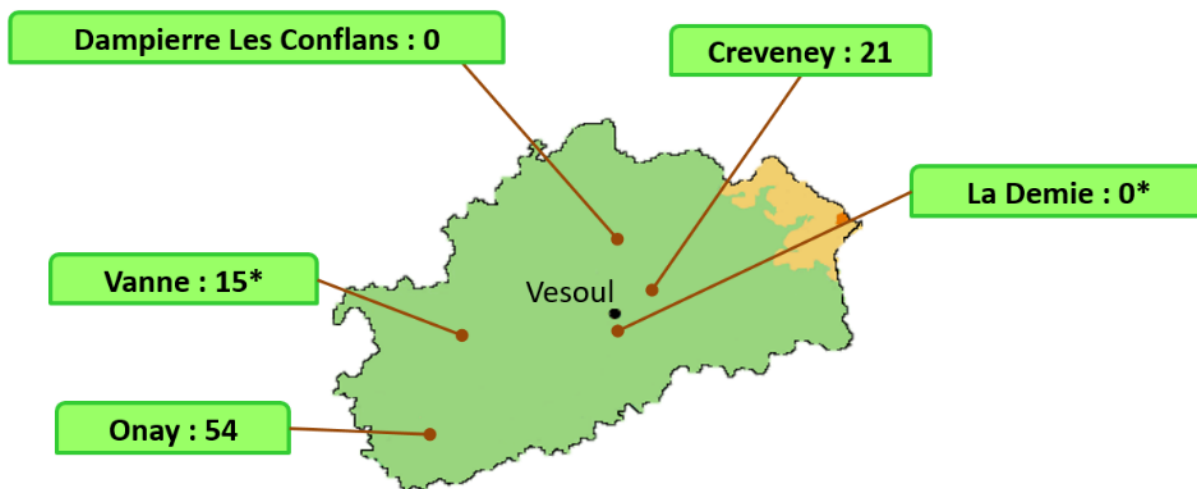 Dampierre Les Conflans : 0
Creveney : 21
La Demie : 0*
Vanne : 15*
Vesoul
Onay : 54